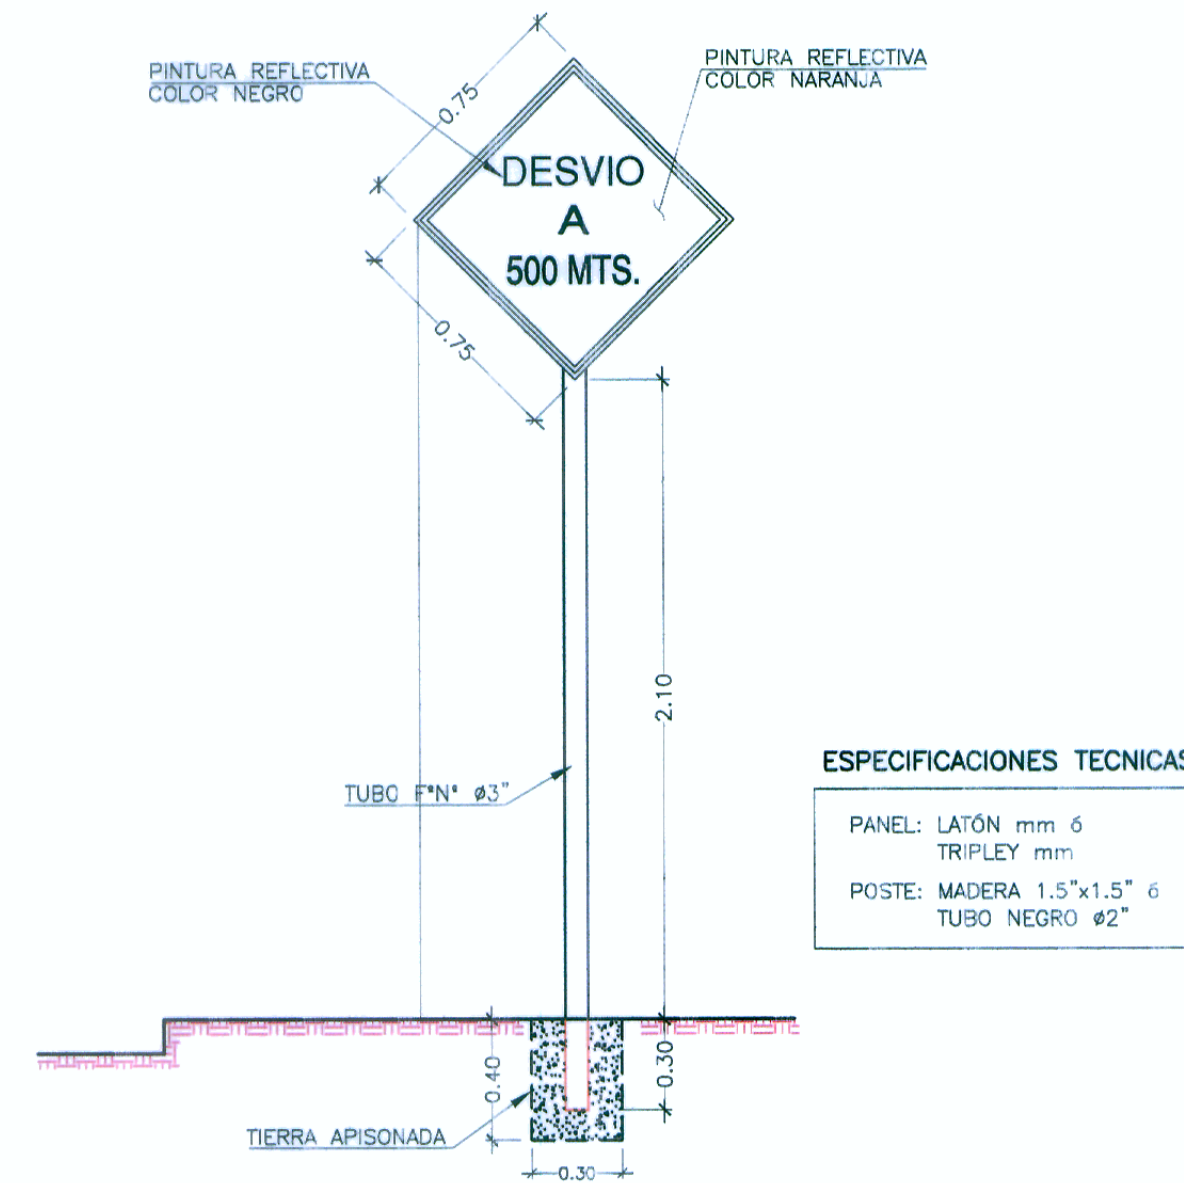 PINTURA REFLECTIVA
COLOR NEGRO
PINTURA REFLECTIVA
COLOR NARANJA
0.75
DESVIO
A
500 MTS.
0.75
2.10
TUBO F°N° ø3"
ESPECIFICACIONES TECNICAS
PANEL: LATÓN mm ó
TRIPLEY mm
POSTE: MADERA 1.5"x1.5" ó
TUBO NEGRO ø2"
0.40
0.30
TIERRA APISONADA
0.30